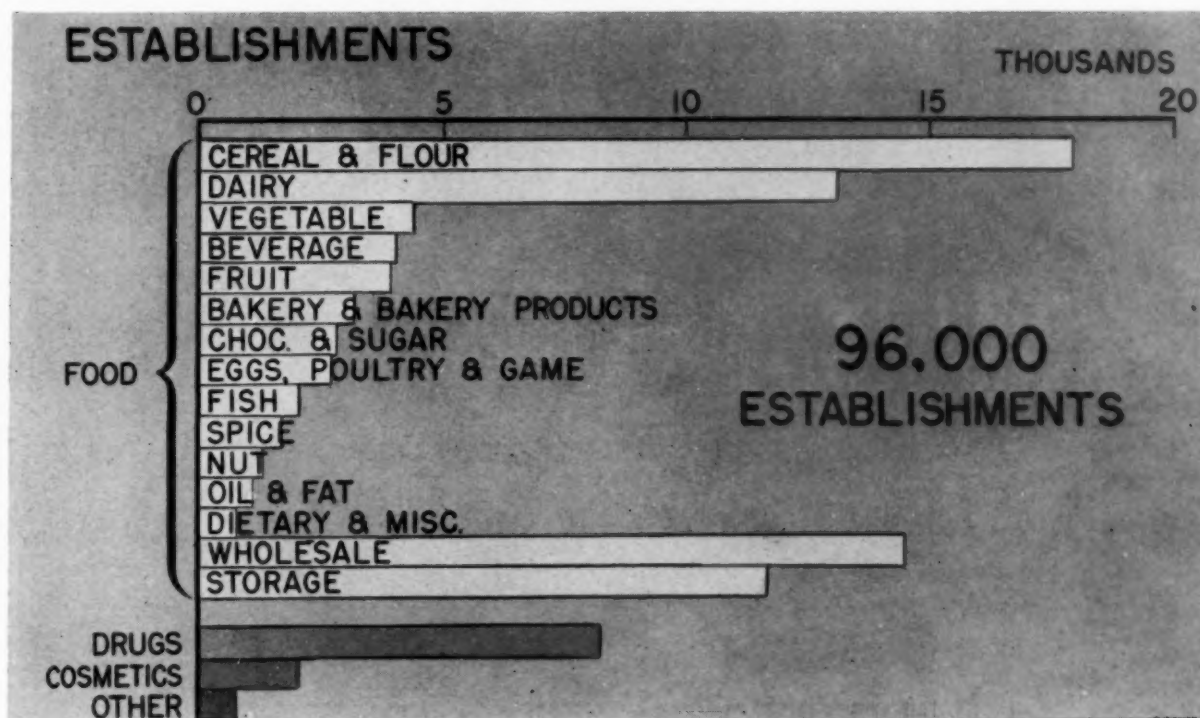 ESTABLISHMENTS
THOUSANDS
0 5 10 15 20
CEREAL & FLOUR
DAIRY
VEGETABLE
BEVERAGE
FRUIT
BAKERY & BAKERY PRODUCTS
CHOC. & SUGAR
EGGS, POULTRY & GAME
FISH
SPICE
NUT
OIL & FAT
DIETARY & MISC.
WHOLESALE
STORAGE
FOOD
96.000
ESTABLISHMENTS
DRUGS
COSMETICS
OTHER